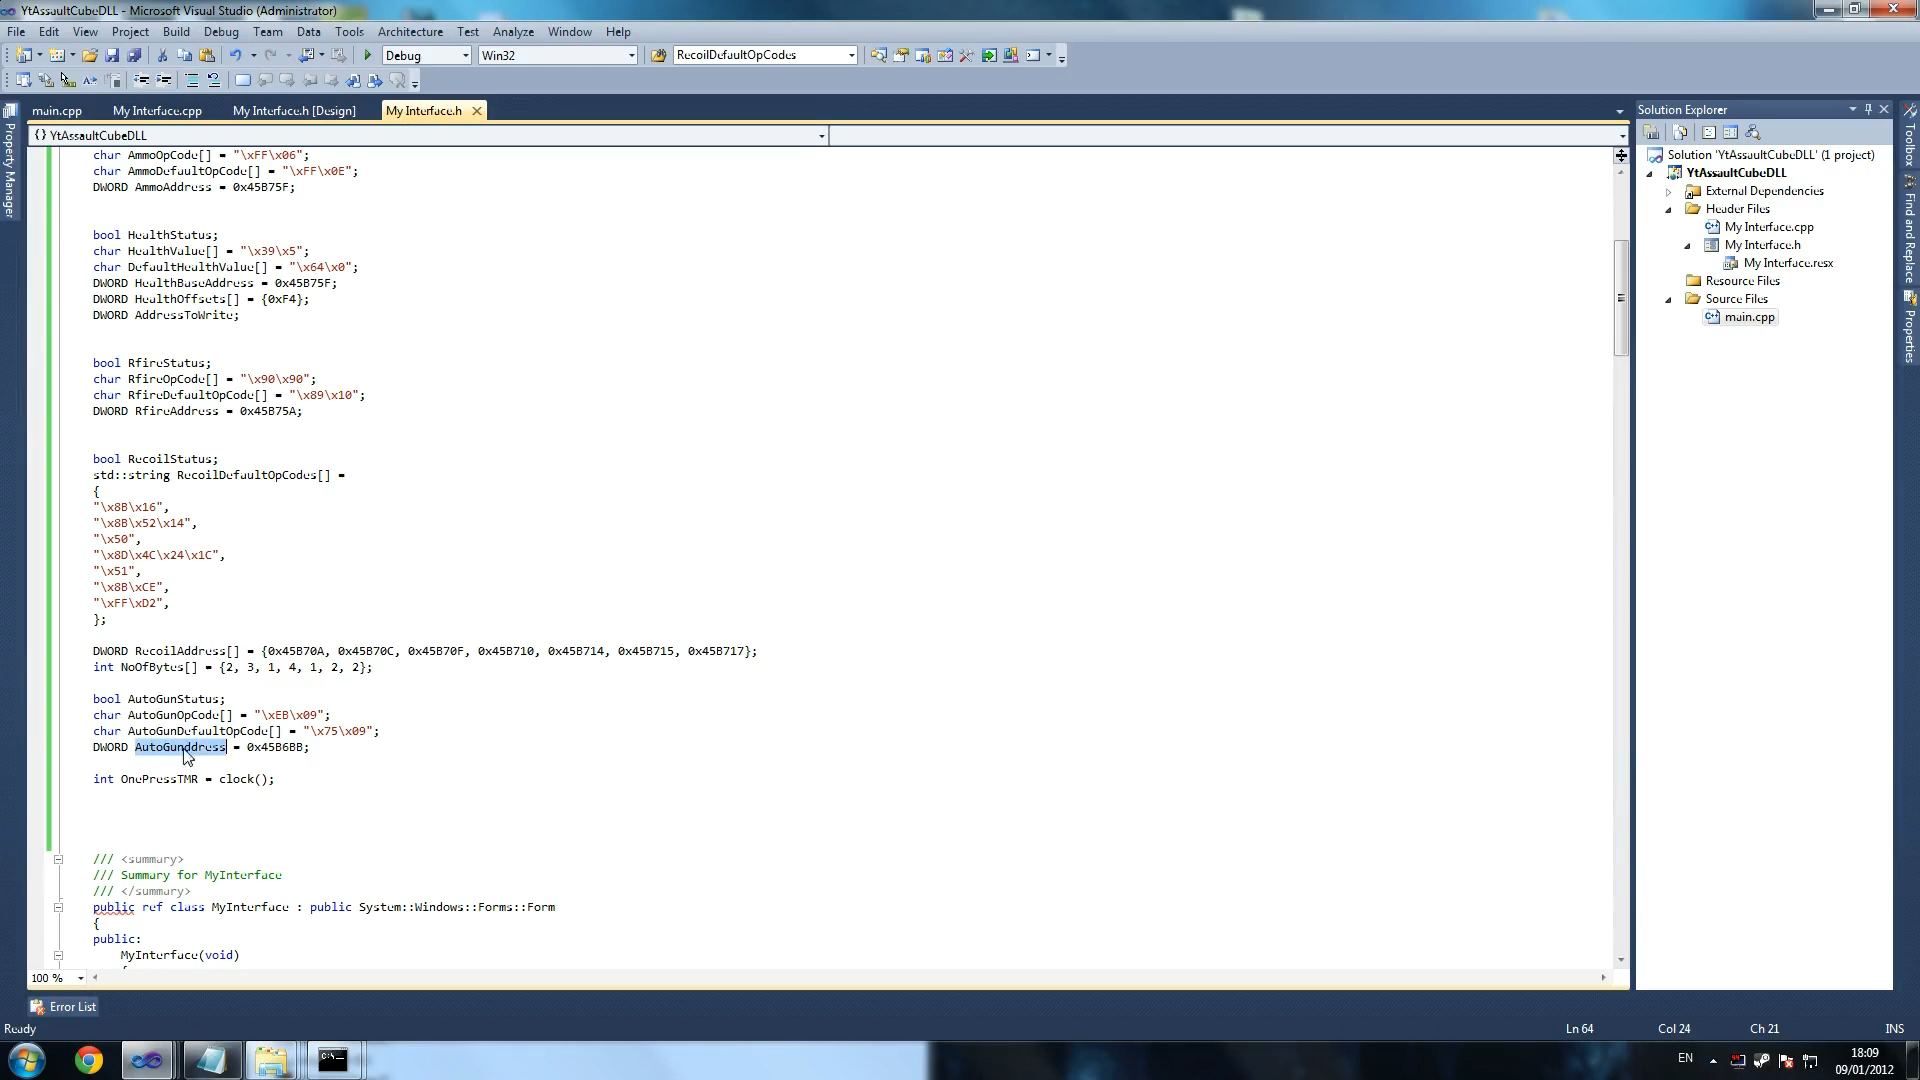 YtAssaultCubeDLL - Microsoft Visual Studio (Administrator)
File Edit View Project Build Debug Team Data Tools Architecture Test Analyze Window Help
Debug Win32 RecoilDefaultOpCodes
main.cpp My Interface.cpp My Interface.h [Design] My Interface.h
{} YtAssaultCubeDLL
Property Manager
char AmmoOpCode[] = "\xFF\x06";
char AmmoDefaultOpCode[] = "\xFF\x0E";
DWORD AmmoAddress = 0x45B75F;
bool HealthStatus;
char HealthValue[] = "\x39\x5";
char DefaultHealthValue[] = "\x64\x0";
DWORD HealthBaseAddress = 0x45B75F;
DWORD HealthOffsets[] = {0xF4};
DWORD AddressToWrite;
bool RfireStatus;
char RfireOpCode[] = "\x90\x90";
char RfireDefaultOpCode[] = "\x89\x10";
DWORD RfireAddress = 0x45B75A;
bool RecoilStatus;
std::string RecoilDefaultOpCodes[] =
{
"\x8B\x16",
"\x8B\x52\x14",
"\x50",
"\x8D\x4C\x24\x1C",
"\x51",
"\x8B\xCE",
"\xFF\xD2",
};
DWORD RecoilAddress[] = {0x45B70A, 0x45B70C, 0x45B70F, 0x45B710, 0x45B714, 0x45B715, 0x45B717};
int NoOfBytes[] = {2, 3, 1, 4, 1, 2, 2};
bool AutoGunStatus;
char AutoGunOpCode[] = "\xEB\x09";
char AutoGunDefaultOpCode[] = "\x75\x09";
DWORD AutoGunddress = 0x45B6BB;
int OnePressTMR = clock();
/// <summary>
/// Summary for MyInterface
/// </summary>
public ref class MyInterface : public System::Windows::Forms::Form
{
public:
MyInterface(void)
{
100 %
Solution Explorer
Solution 'YtAssaultCubeDLL' (1 project)
YtAssaultCubeDLL
External Dependencies
Header Files
My Interface.cpp
My Interface.h
My Interface.resx
Resource Files
Source Files
main.cpp
Toolbox
Find and Replace
Properties
Error List
Ready Ln 64 Col 24 Ch 21 INS
EN
18:09
09/01/2012